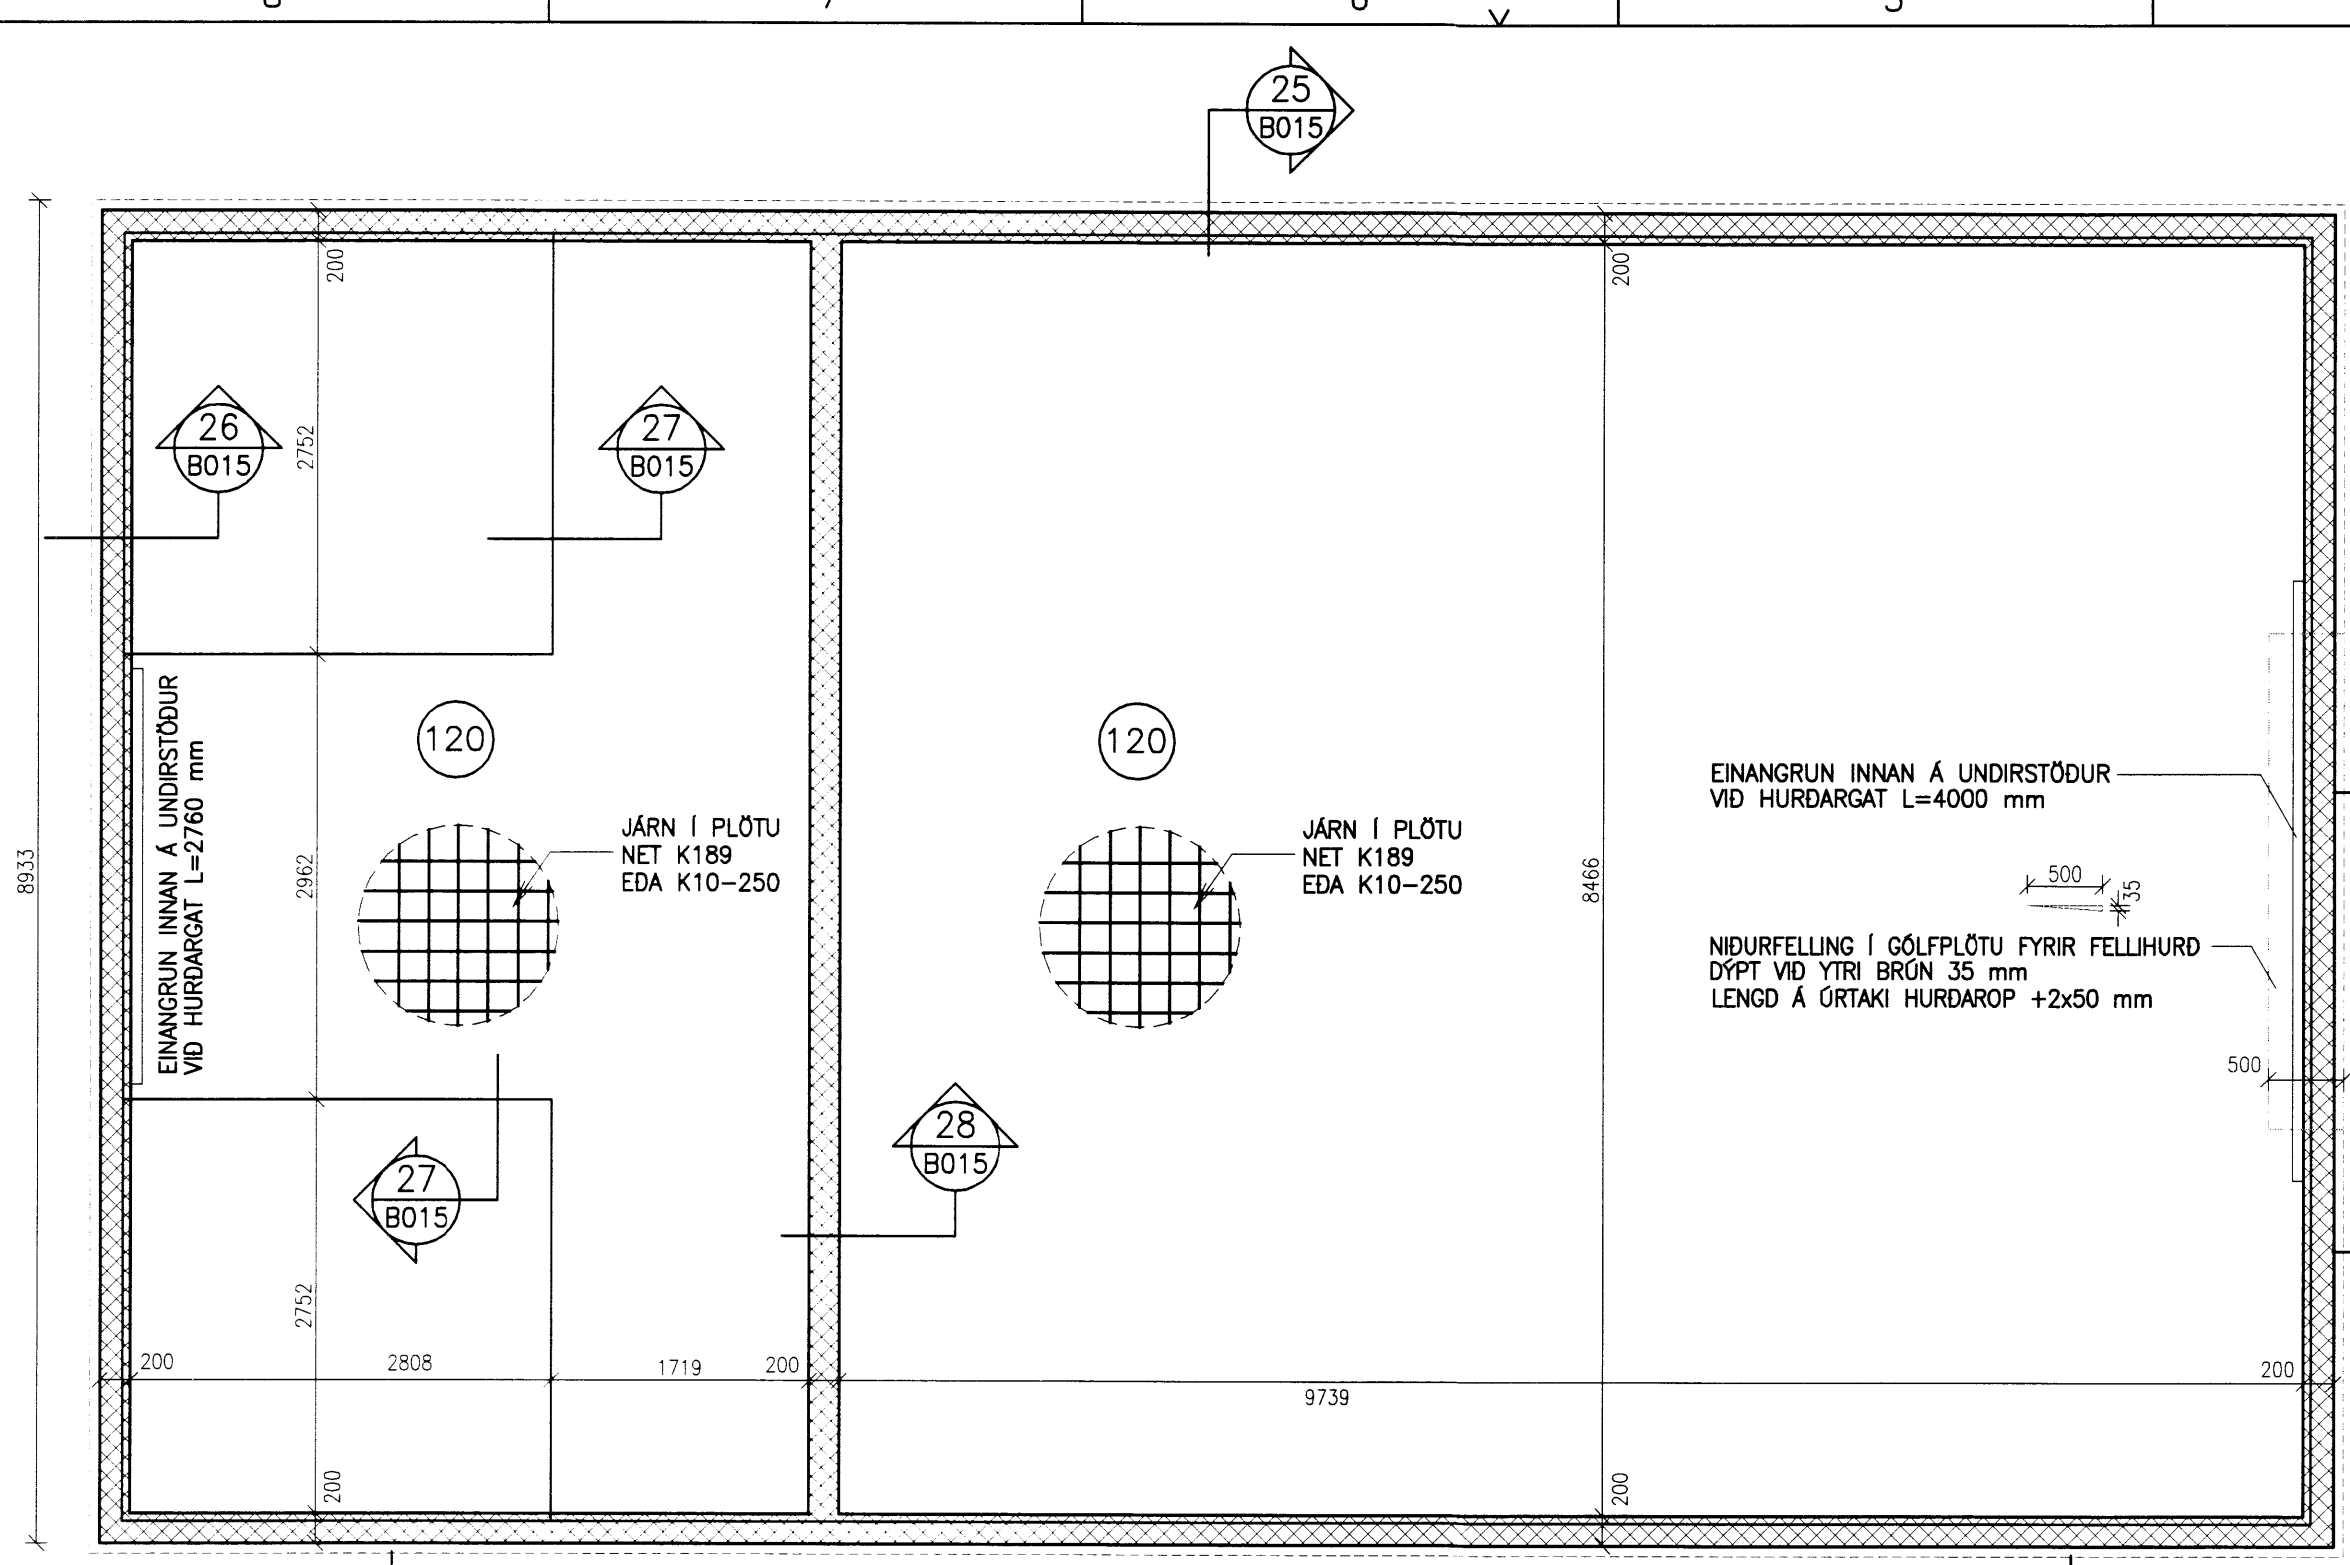 25
B015
200
200
26
B015
27
B015
2752
120
120
EINANGRUN INNAN Á UNDIRSTÖÐUR
VIÐ HURÐARGAT L=2760 mm
EINANGRUN INNAN Á UNDIRSTÖÐUR
VIÐ HURÐARGAT L=4000 mm
JÁRN Í PLÖTU
NET K189
EÐA K10-250
JÁRN Í PLÖTU
NET K189
EÐA K10-250
8933
2962
8466
500
35
NIÐURFELLING Í GÓLFPLÖTU FYRIR FELLIHURÐ
DÝPT VIÐ YTRI BRÚN 35 mm
LENGD Á ÚRTAKI HURÐAROP +2x50 mm
500
28
B015
27
B015
2752
200
2808
1719
200
9739
200
200
200